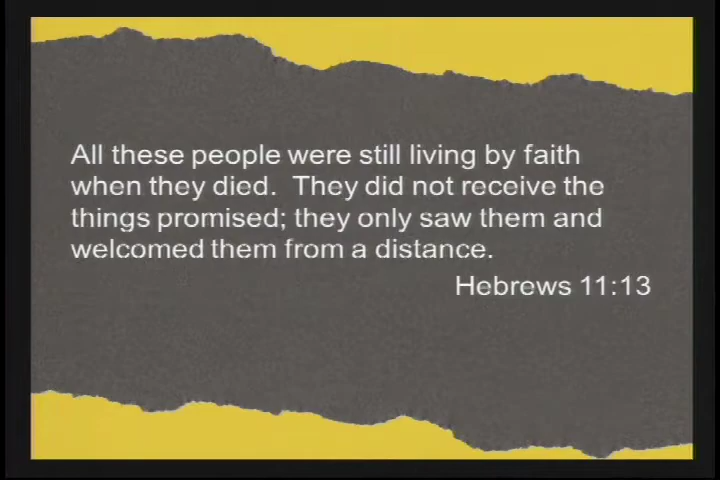 All these people were still living by faith
when they died.  They did not receive the
things promised; they only saw them and
welcomed them from a distance.
Hebrews 11:13